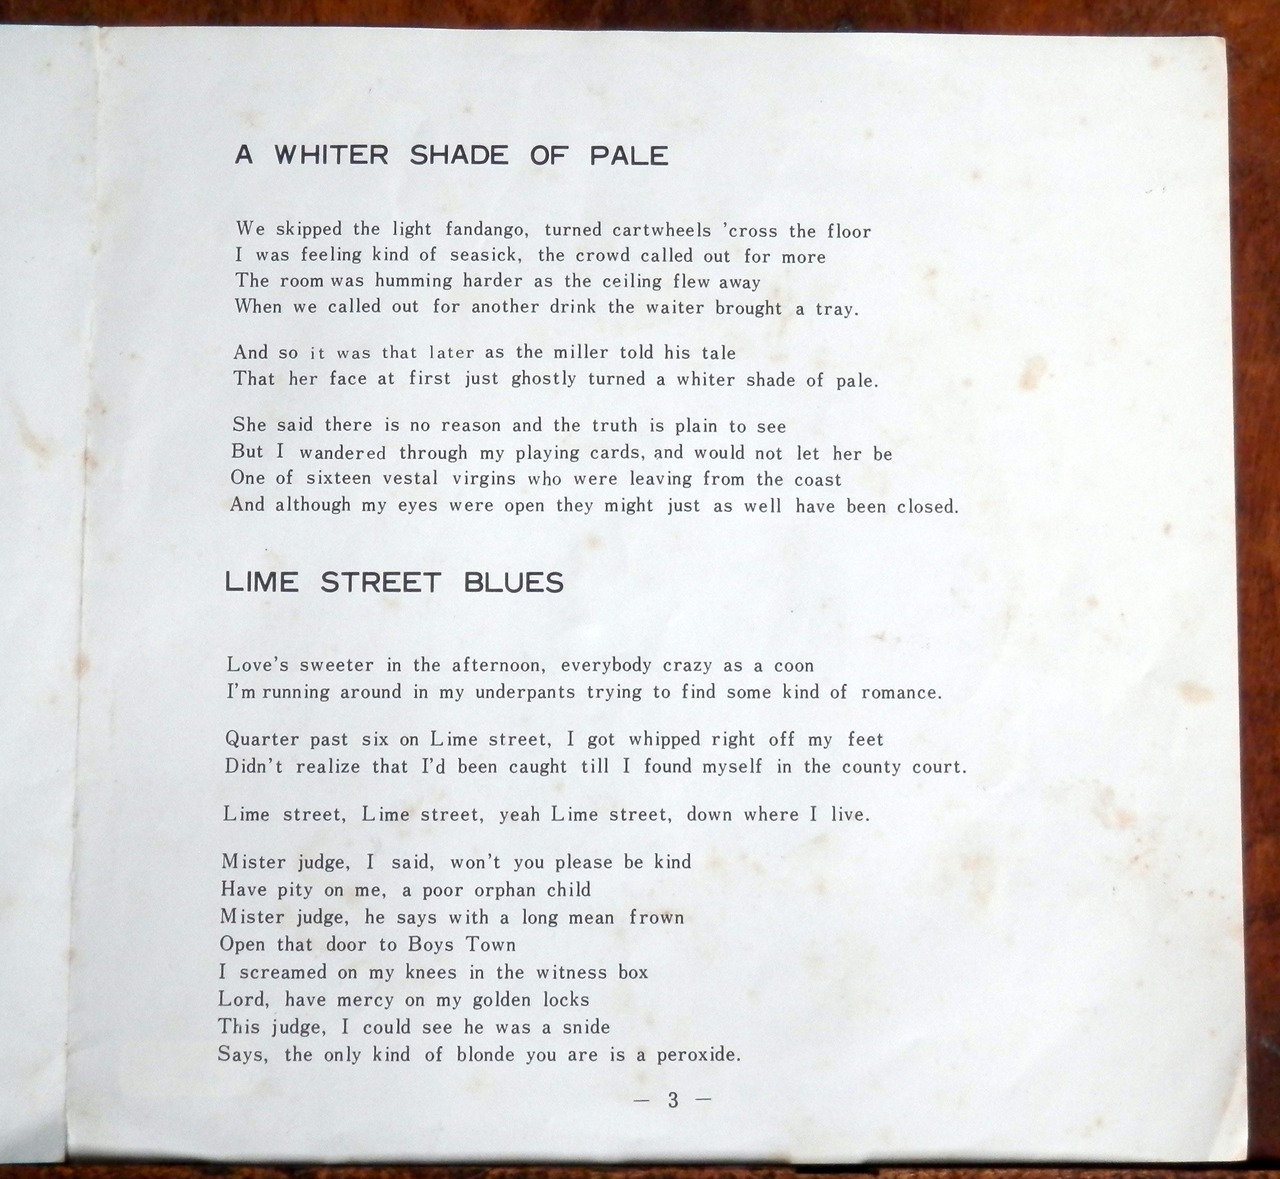 A WHITER SHADE OF PALE
We skipped the light fandango, turned cartwheels 'cross the floor
I was feeling kind of seasick, the crowd called out for more
The room was humming harder as the ceiling flew away
When we called out for another drink the waiter brought a tray.
And so it was that later as the miller told his tale
That her face at first just ghostly turned a whiter shade of pale.
She said there is no reason and the truth is plain to see
But I wandered through my playing cards, and would not let her be
One of sixteen vestal virgins who were leaving from the coast
And although my eyes were open they might just as well have been closed.
LIME STREET BLUES
Love's sweeter in the afternoon, everybody crazy as a coon
I'm running around in my underpants trying to find some kind of romance.
Quarter past six on Lime street, I got whipped right off my feet
Didn't realize that I'd been caught till I found myself in the county court.
Lime street, Lime street, yeah Lime street, down where I live.
Mister judge, I said, won't you please be kind
Have pity on me, a poor orphan child
Mister judge, he says with a long mean frown
Open that door to Boys Town
I screamed on my knees in the witness box
Lord, have mercy on my golden locks
This judge, I could see he was a snide
Says, the only kind of blonde you are is a peroxide.
— 3 —